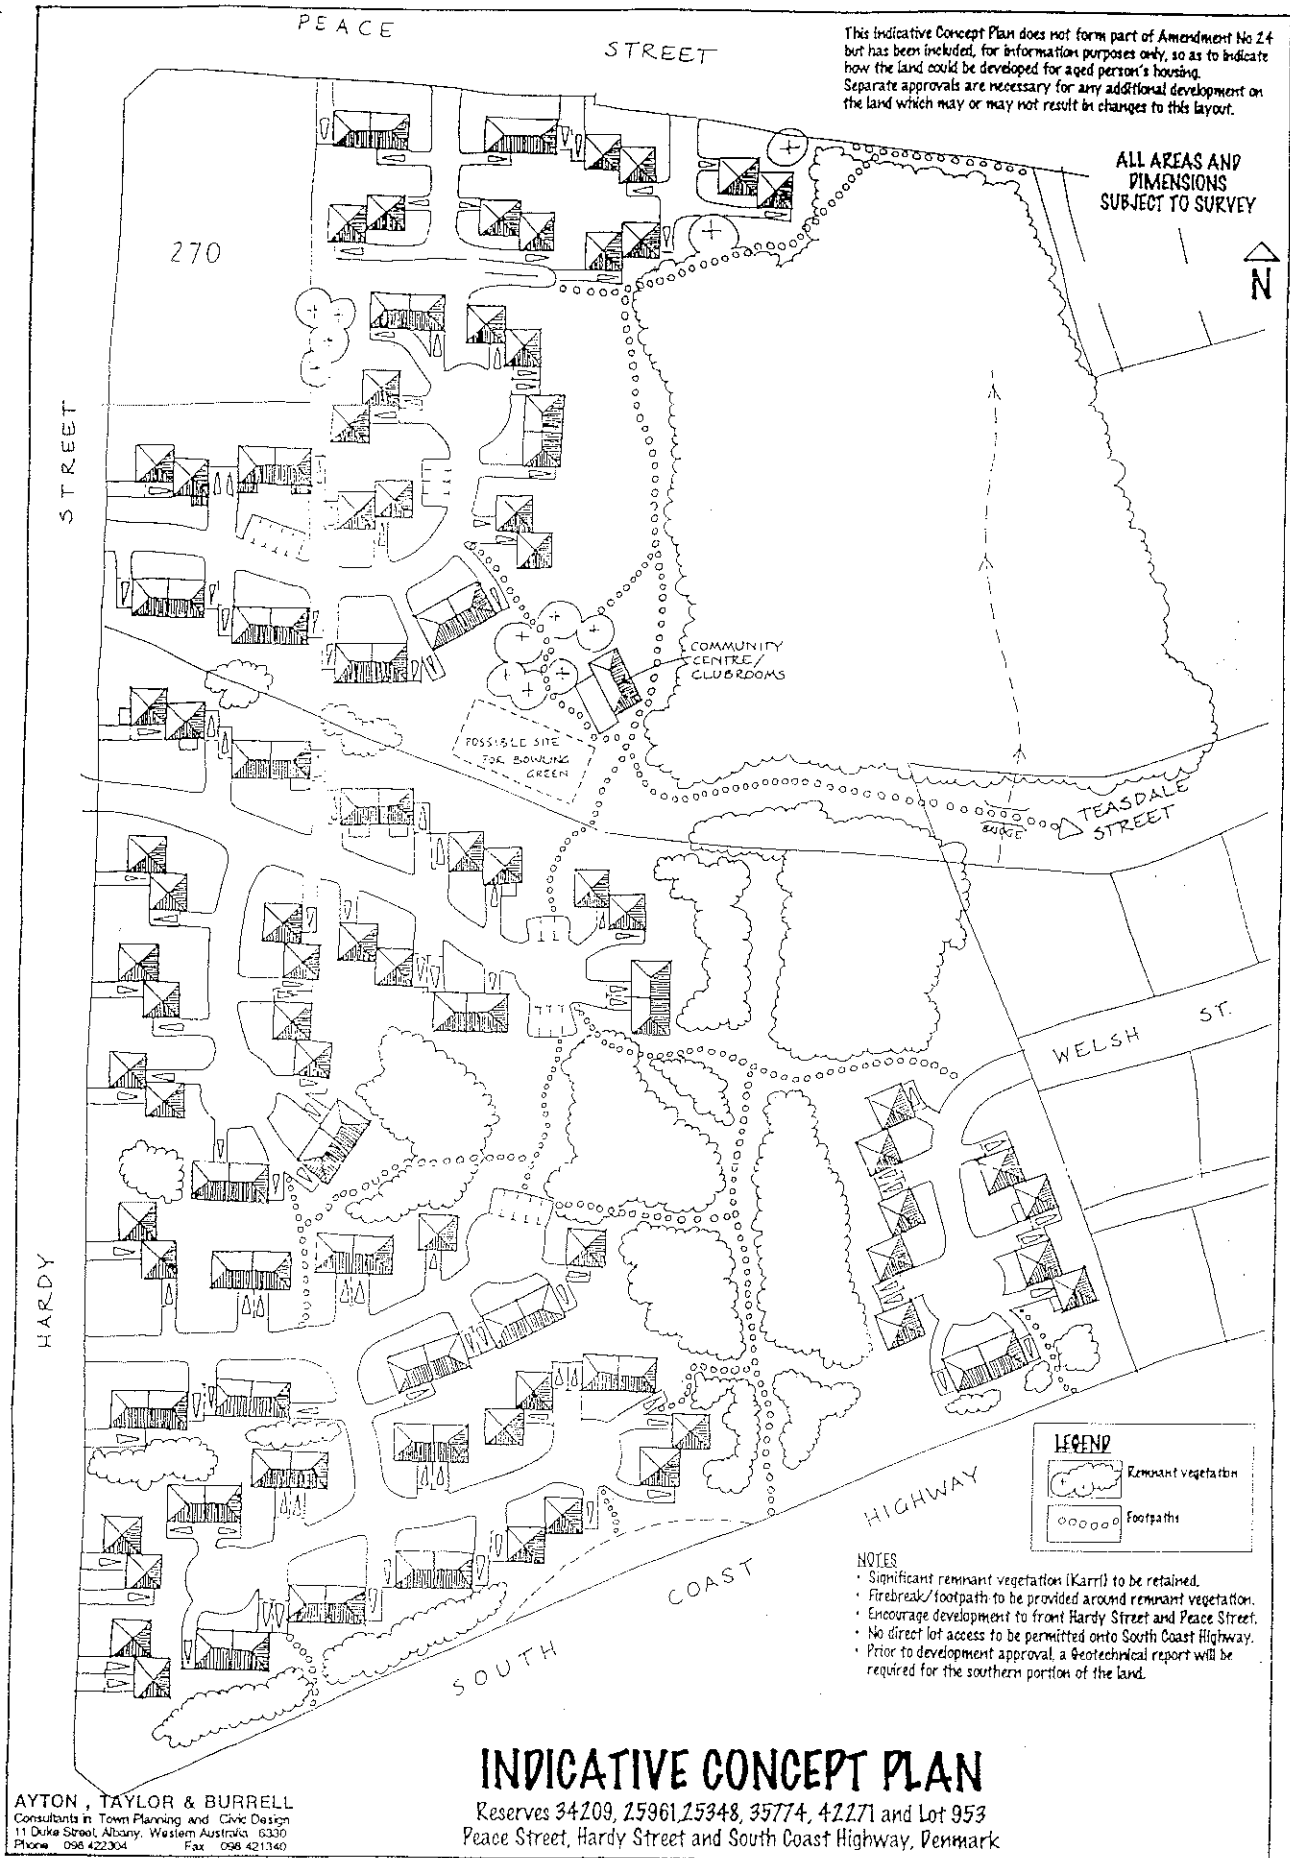 PEACE STREET
This Indicative Concept Plan does not form part of Amendment No 24
but has been included, for information purposes only, so as to indicate
how the land could be developed for aged person's housing.
Separate approvals are necessary for any additional development on
the land which may or may not result in changes to this layout.
ALL AREAS AND
DIMENSIONS
SUBJECT TO SURVEY
N
270
HARDY STREET
COMMUNITY
CENTRE/
CLUBROOMS
POSSIBLE SITE
FOR BOWLING
GREEN
BRIDGE
TEASDALE
STREET
WELSH ST.
SOUTH COAST HIGHWAY
LEGEND
Remnant vegetation
Footpaths
NOTES
• Significant remnant vegetation (Karri) to be retained.
• Firebreak/footpath to be provided around remnant vegetation.
• Encourage development to front Hardy Street and Peace Street.
• No direct lot access to be permitted onto South Coast Highway.
• Prior to development approval, a Geotechnical report will be
required for the southern portion of the land.
INDICATIVE CONCEPT PLAN
Reserves 34209, 25961,25348, 35774, 42271 and Lot 953
Peace Street, Hardy Street and South Coast Highway, Denmark
AYTON, TAYLOR & BURRELL
Consultants in Town Planning and Civic Design
11 Duke Street, Albany, Western Australia 6330
Phone 098 422304 Fax 098 421340